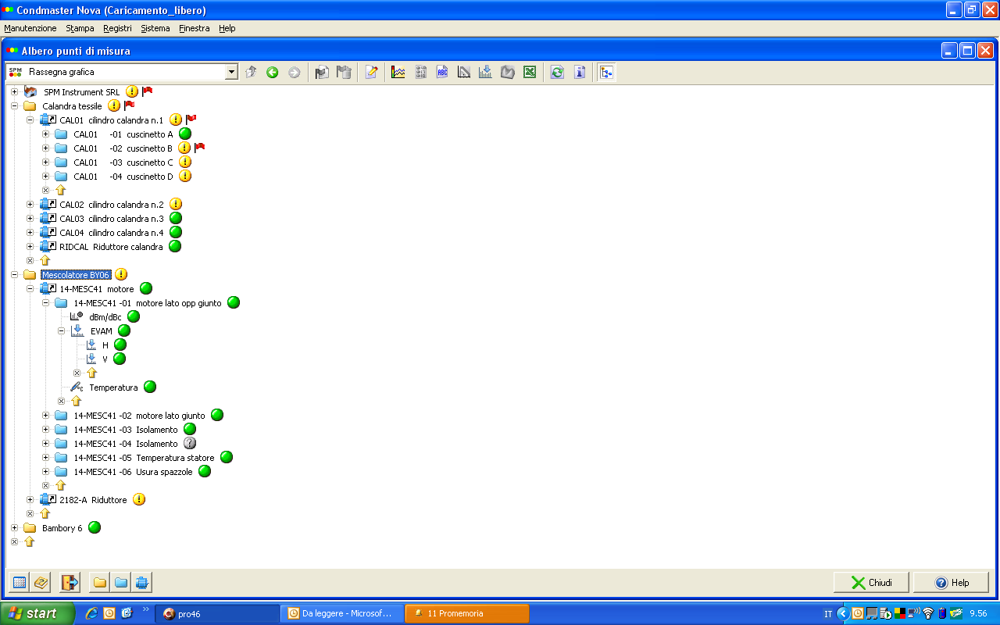 Condmaster Nova (Caricamento_libero)
Manutenzione Stampa Registri Sistema Finestra Help
Albero punti di misura
SPM Rassegna grafica
ABC
SPM Instrument SRL
Calandra tessile
CAL01 cilindro calandra n.1
CAL01 -01 cuscinetto A
CAL01 -02 cuscinetto B
CAL01 -03 cuscinetto C
CAL01 -04 cuscinetto D
CAL02 cilindro calandra n.2
CAL03 cilindro calandra n.3
CAL04 cilindro calandra n.4
RIDCAL Riduttore calandra
Mescolatore BY06
14-MESC41 motore
14-MESC41 -01 motore lato opp giunto
dBm/dBc
EVAM
H
V
Temperatura
14-MESC41 -02 motore lato giunto
14-MESC41 -03 Isolamento
14-MESC41 -04 Isolamento
14-MESC41 -05 Temperatura statore
14-MESC41 -06 Usura spazzole
2182-A Riduttore
Bambory 6
Chiudi Help
start pro46 Da leggere - Microsof... 11 Promemoria IT 9.56